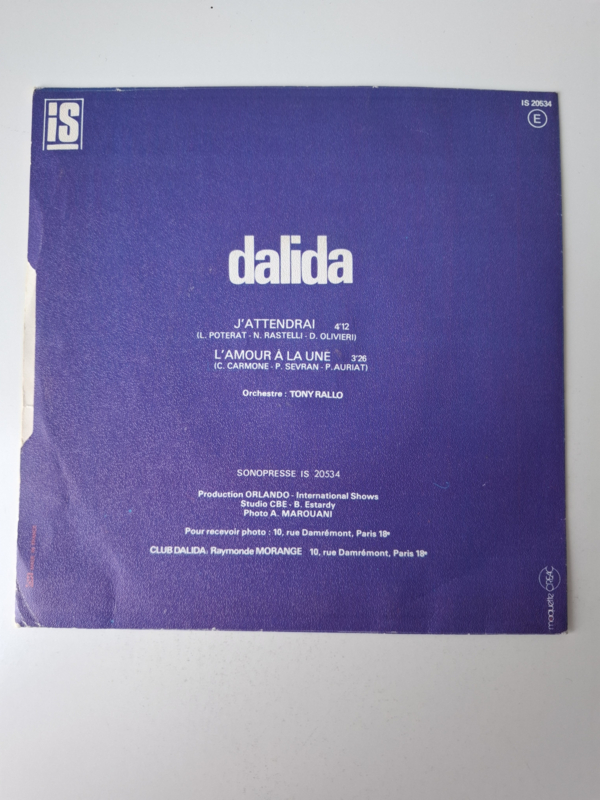 iS
IS 20534
E
dalida
J'ATTENDRAI 4'12
(L. POTERAT - N. RASTELLI - D. OLIVIERI)
L'AMOUR À LA UNE 3'26
(C. CARMONE - P. SEVRAN - P. AURIAT)
Orchestre : TONY RALLO
SONOPRESSE IS 20534
Production ORLANDO - International Shows
Studio CBE - B. Estardy
Photo A. MAROUANI
Pour recevoir photo : 10, rue Damrémont, Paris 18e
CLUB DALIDA: Raymonde MORANGE 10, rue Damrémont, Paris 18e
maquette CREAC